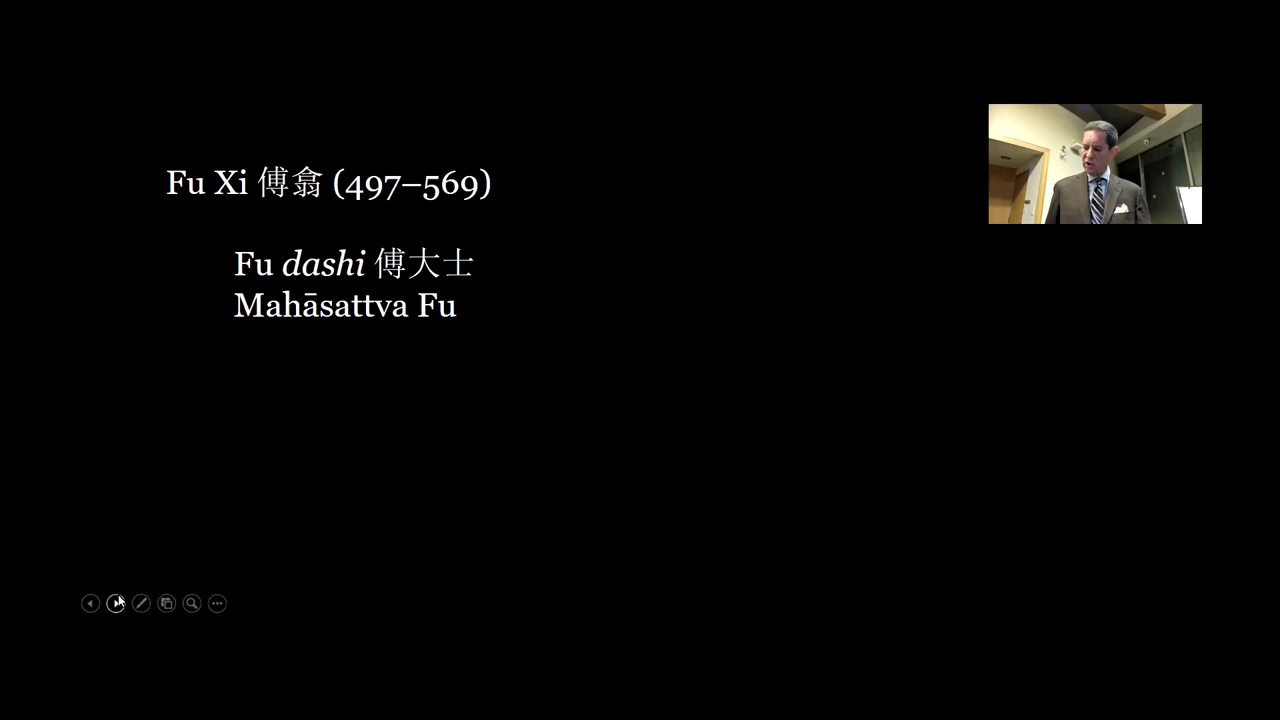 Fu Xi 傅翕 (497–569)
Fu dashi 傅大士
Mahāsattva Fu